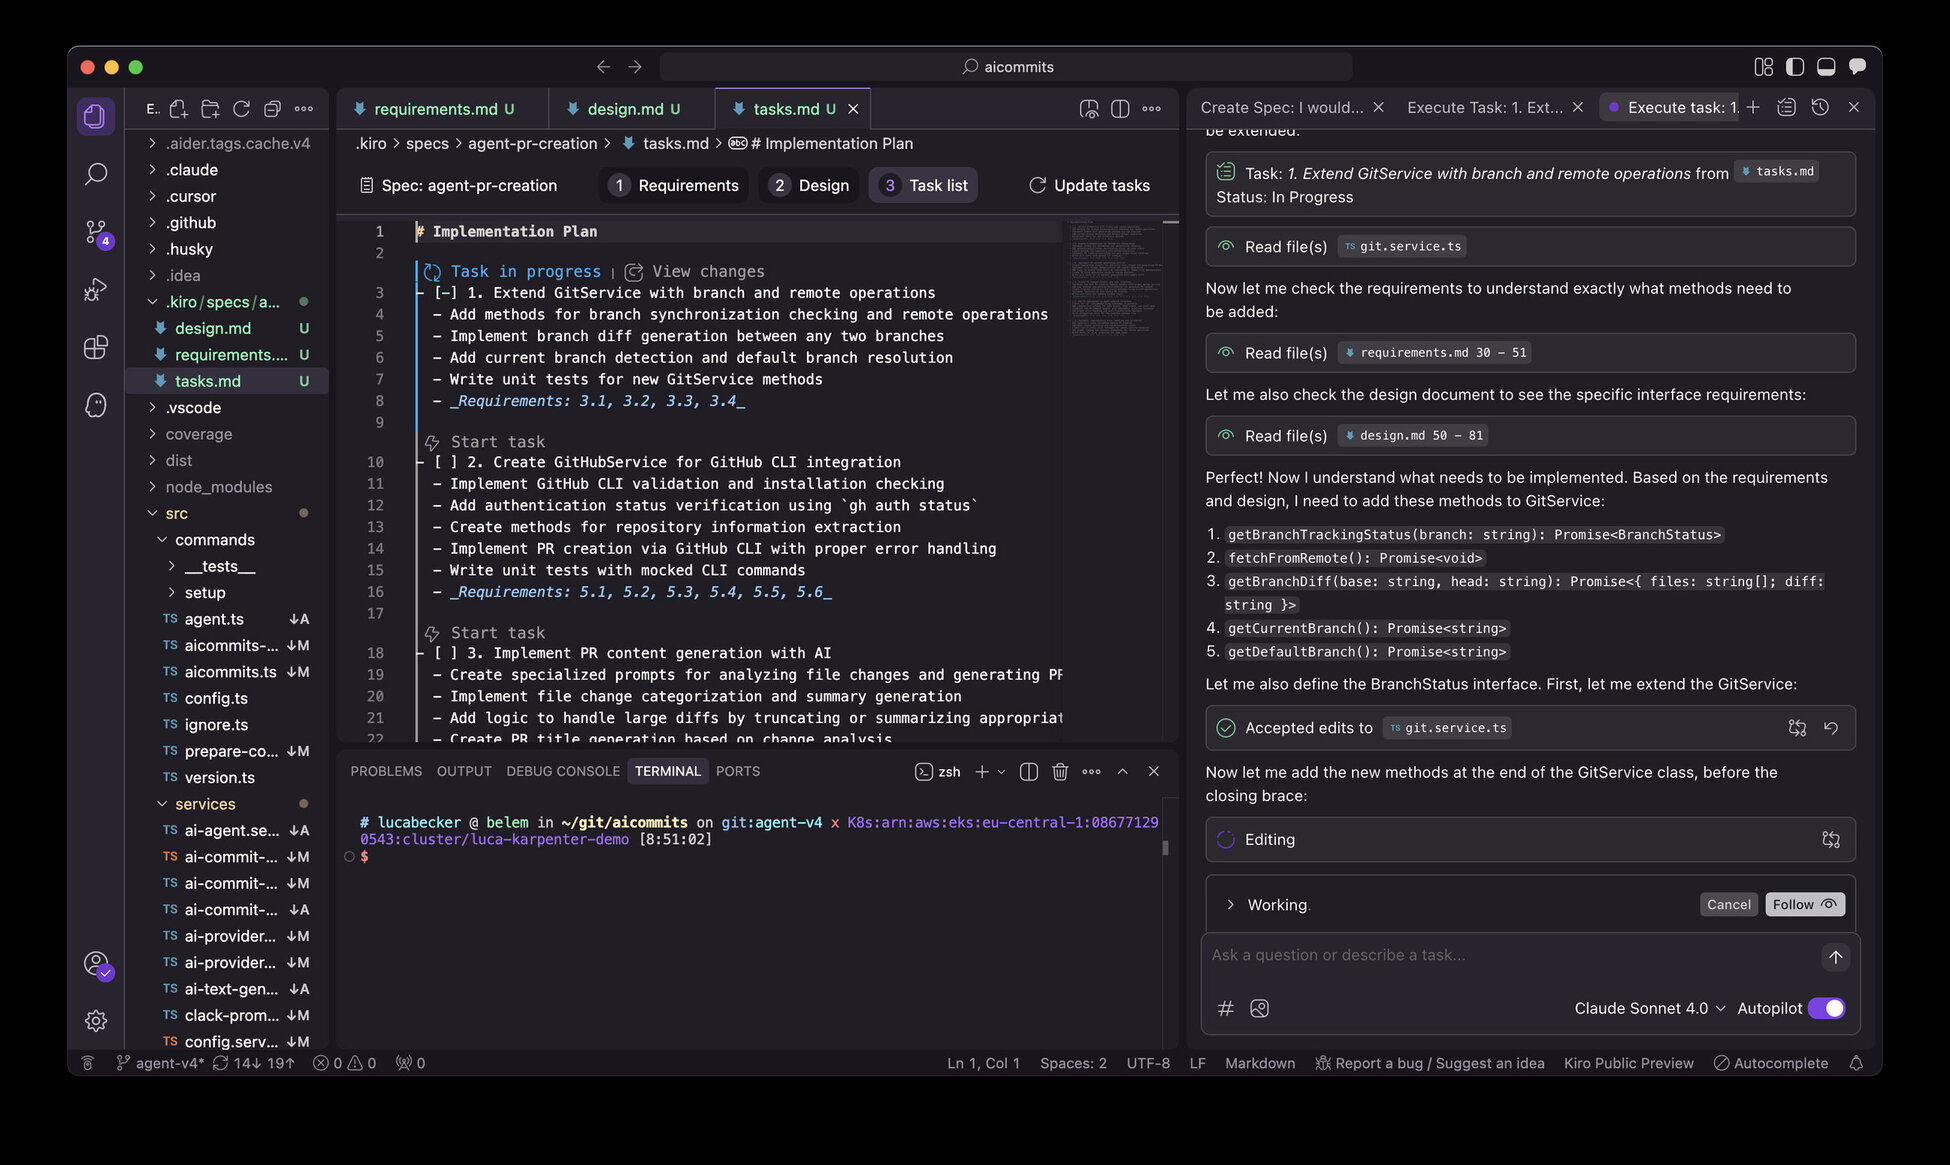 aicommits
E..
.aider.tags.cache.v4
.claude
.cursor
.github
.husky
.idea
.kiro/specs/a...
design.md U
requirements.... U
tasks.md U
.vscode
coverage
dist
node_modules
src
commands
__tests__
setup
TS agent.ts ↓A
TS aicommits-... ↓M
TS aicommits.ts ↓M
TS config.ts
TS ignore.ts
TS prepare-co... ↓M
TS version.ts
services
TS ai-agent.se... ↓A
TS ai-commit-... ↓M
TS ai-commit-... ↓M
TS ai-commit-... ↓A
TS ai-provider... ↓M
TS ai-provider... ↓M
TS ai-text-gen... ↓A
TS clack-prom... ↓M
TS config.serv... ↓M
4
requirements.md U
design.md U
tasks.md U
.kiro > specs > agent-pr-creation > tasks.md > abc # Implementation Plan
Spec: agent-pr-creation
1 Requirements
2 Design
3 Task list
Update tasks
1 # Implementation Plan
2
Task in progress | View changes
3 - [-] 1. Extend GitService with branch and remote operations
4 - Add methods for branch synchronization checking and remote operations
5 - Implement branch diff generation between any two branches
6 - Add current branch detection and default branch resolution
7 - Write unit tests for new GitService methods
8 - _Requirements: 3.1, 3.2, 3.3, 3.4_
9
Start task
10 - [ ] 2. Create GitHubService for GitHub CLI integration
11 - Implement GitHub CLI validation and installation checking
12 - Add authentication status verification using `gh auth status`
13 - Create methods for repository information extraction
14 - Implement PR creation via GitHub CLI with proper error handling
15 - Write unit tests with mocked CLI commands
16 - _Requirements: 5.1, 5.2, 5.3, 5.4, 5.5, 5.6_
17
Start task
18 - [ ] 3. Implement PR content generation with AI
19 - Create specialized prompts for analyzing file changes and generating PR
20 - Implement file change categorization and summary generation
21 - Add logic to handle large diffs by truncating or summarizing appropriat
22 - Create PR title generation based on change analysis
PROBLEMS OUTPUT DEBUG CONSOLE TERMINAL PORTS
zsh
# lucabecker @ belem in ~/git/aicommits on git:agent-v4 x K8s:arn:aws:eks:eu-central-1:08677129
0543:cluster/luca-karpenter-demo [8:51:02]
$
Create Spec: I would...
Execute Task: 1. Ext...
Execute task: 1.
be extended:
Task: 1. Extend GitService with branch and remote operations from tasks.md
Status: In Progress
Read file(s) TS git.service.ts
Now let me check the requirements to understand exactly what methods need to
be added:
Read file(s) requirements.md 30 - 51
Let me also check the design document to see the specific interface requirements:
Read file(s) design.md 50 - 81
Perfect! Now I understand what needs to be implemented. Based on the requirements
and design, I need to add these methods to GitService:
1. getBranchTrackingStatus(branch: string): Promise<BranchStatus>
2. fetchFromRemote(): Promise<void>
3. getBranchDiff(base: string, head: string): Promise<{ files: string[]; diff:
string }>
4. getCurrentBranch(): Promise<string>
5. getDefaultBranch(): Promise<string>
Let me also define the BranchStatus interface. First, let me extend the GitService:
Accepted edits to TS git.service.ts
Now let me add the new methods at the end of the GitService class, before the
closing brace:
Editing
Working.
Cancel
Follow
Ask a question or describe a task...
#
Claude Sonnet 4.0
Autopilot
agent-v4* 14↓ 19↑ 0 0 0
Ln 1, Col 1 Spaces: 2 UTF-8 LF Markdown Report a bug / Suggest an idea Kiro Public Preview Autocomplete